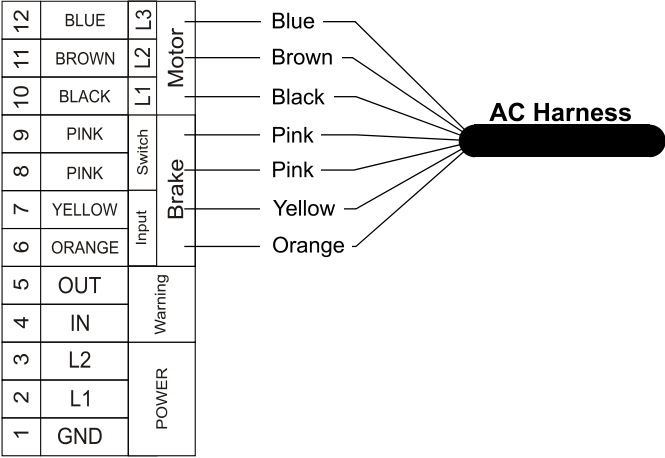 12 BLUE L3 Blue
11 BROWN L2 Motor Brown
10 BLACK L1 Black
AC Harness
9 PINK Switch Pink
8 PINK Brake Pink
7 YELLOW Input Yellow
6 ORANGE Orange
5 OUT Warning
4 IN
3 L2 POWER
2 L1
1 GND